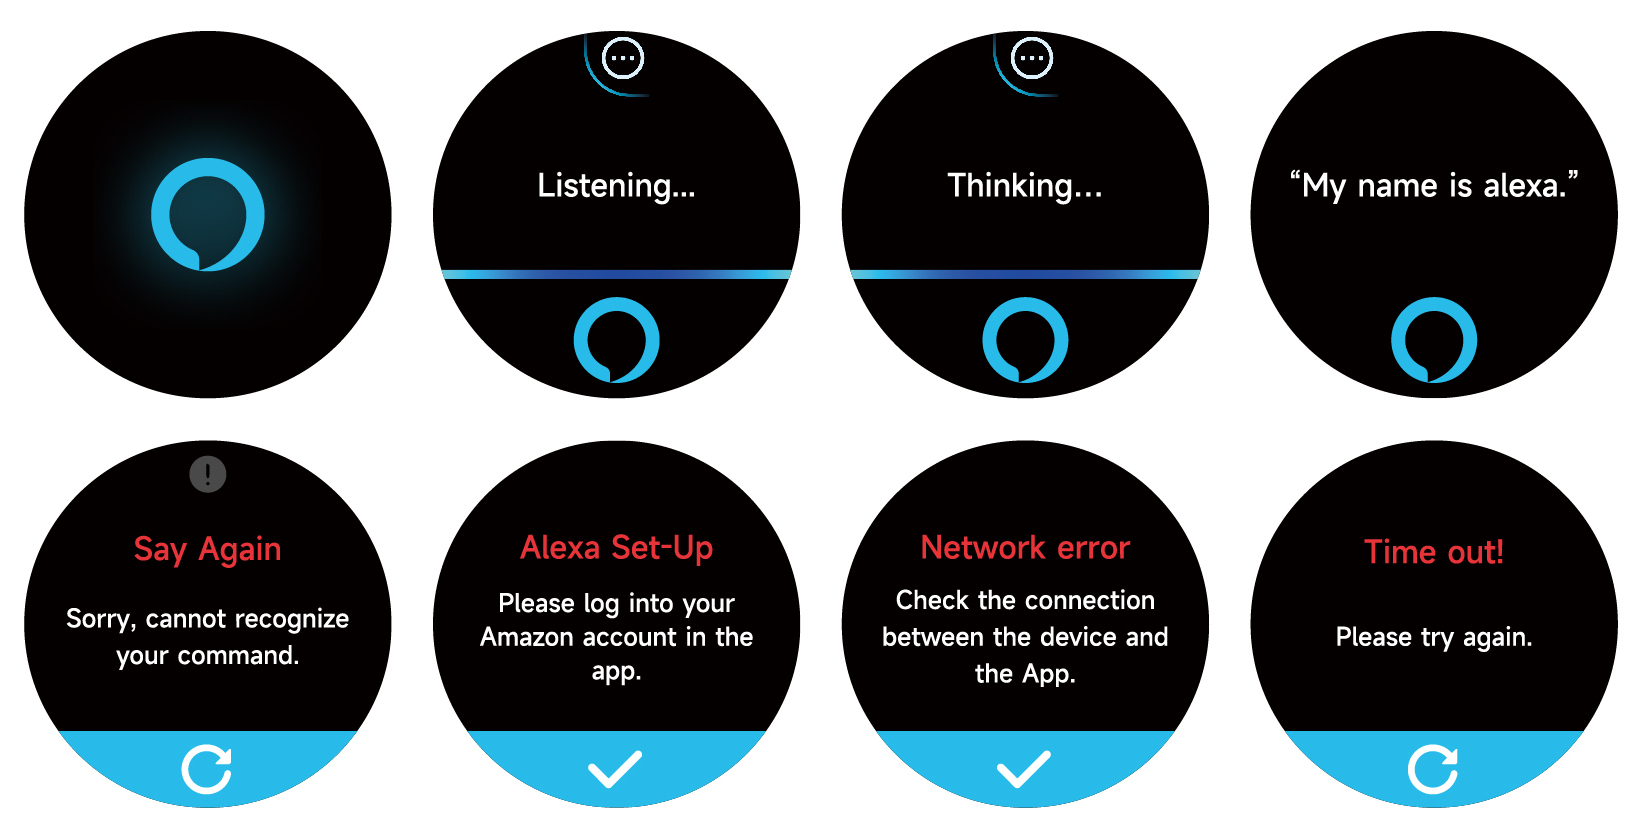 Listening...
Thinking...
“My name is alexa.”
Say Again
Sorry, cannot recognize
your command.
Alexa Set-Up
Please log into your
Amazon account in the
app.
Network error
Check the connection
between the device and
the App.
Time out!
Please try again.